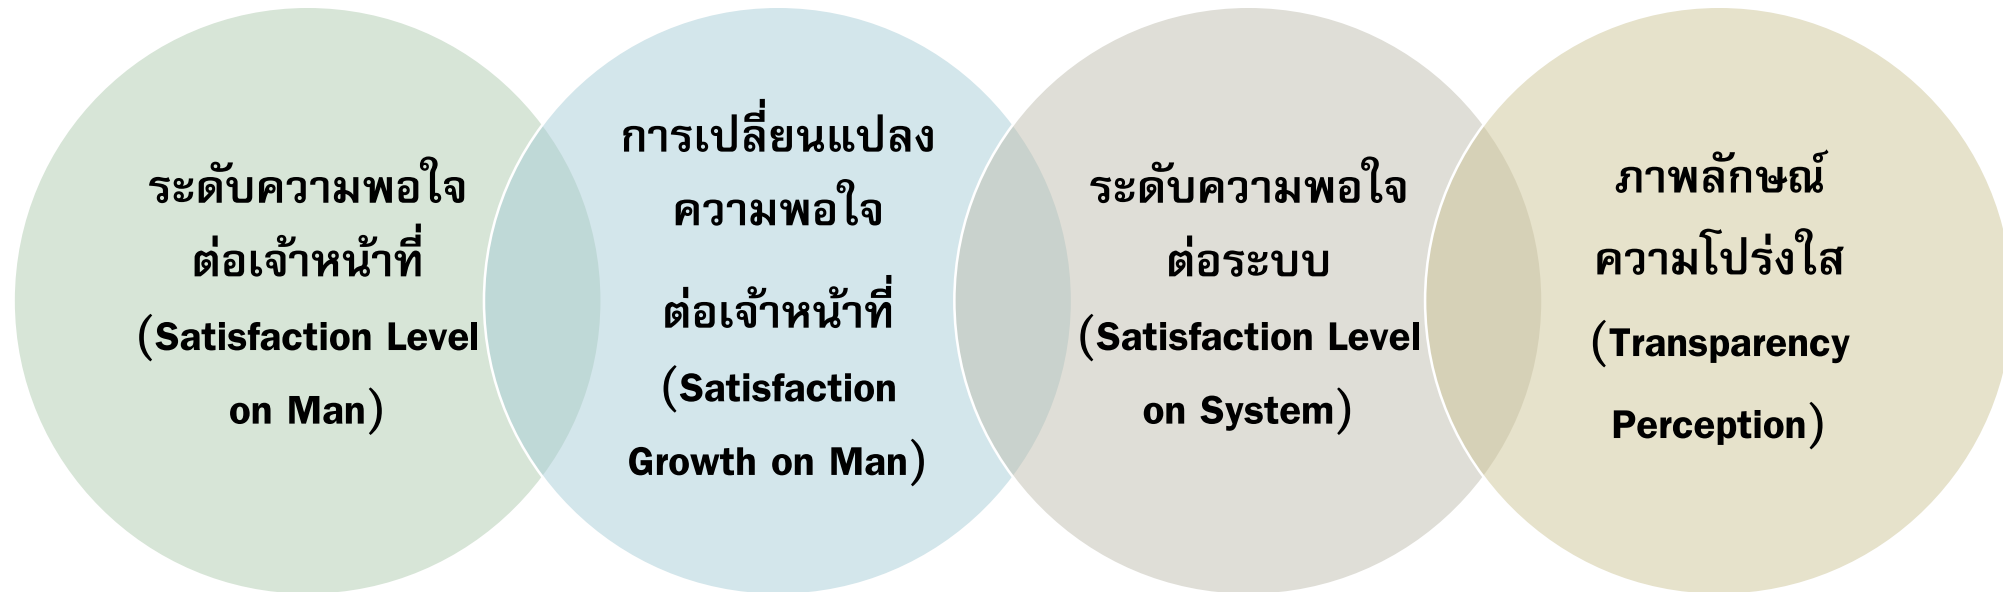 ระดับความพอใจ
ต่อเจ้าหน้าที่
(Satisfaction Level
on Man)
การเปลี่ยนแปลง
ความพอใจ
ต่อเจ้าหน้าที่
(Satisfaction
Growth on Man)
ระดับความพอใจ
ต่อระบบ
(Satisfaction Level
on System)
ภาพลักษณ์
ความโปร่งใส
(Transparency
Perception)